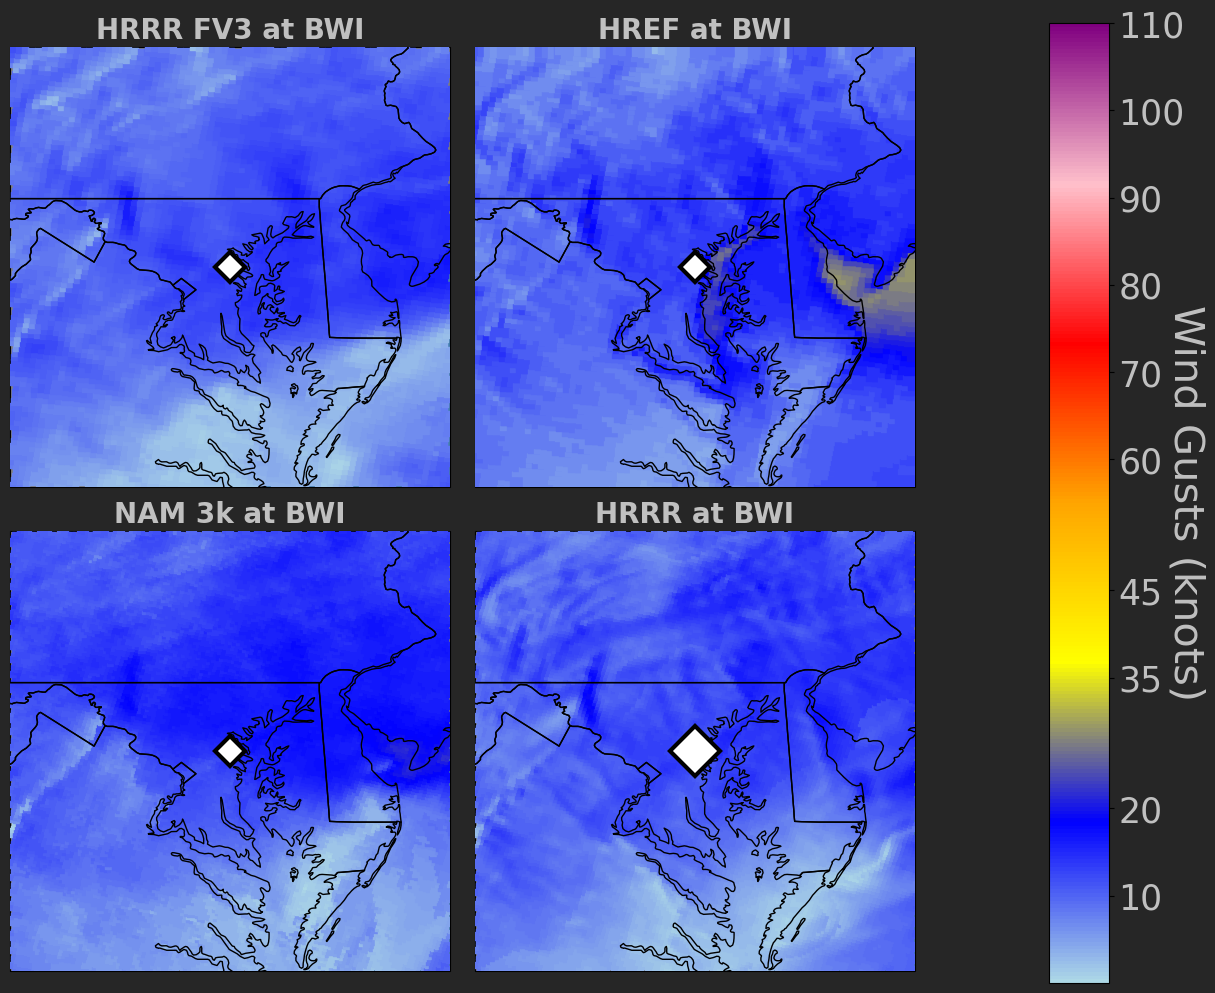 HRRR FV3 at BWI
HREF at BWI
NAM 3k at BWI
HRRR at BWI
110
100
90
80
70
60
45
35
20
10
Wind Gusts (knots)